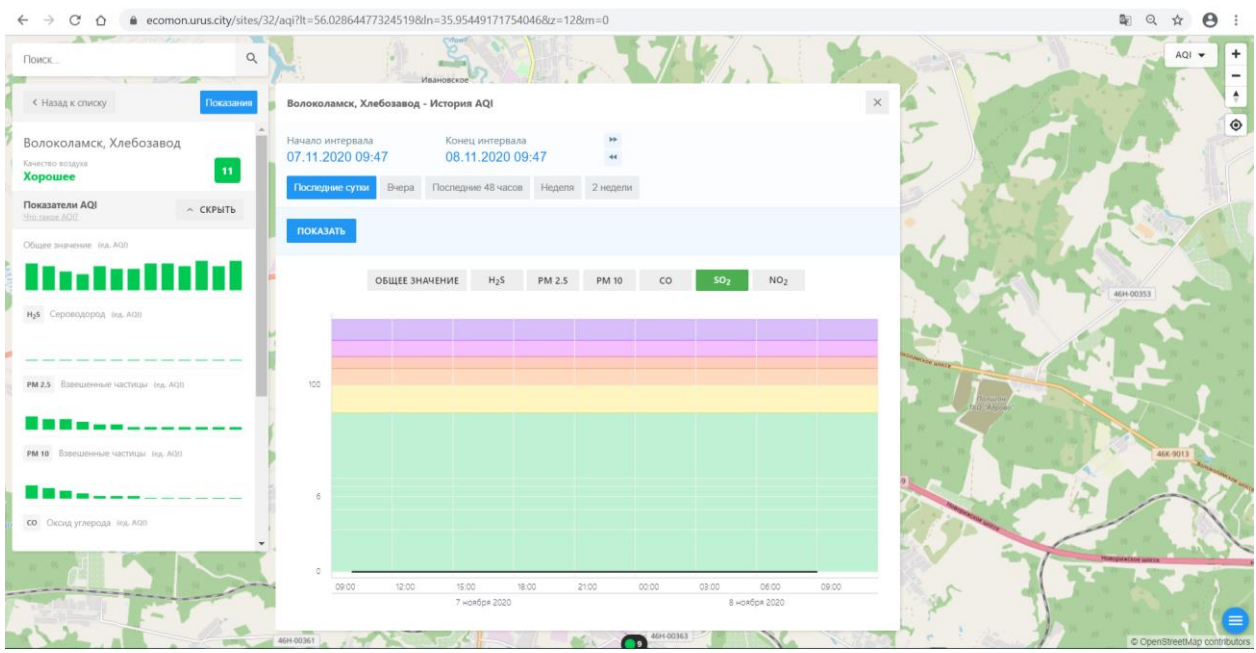 ecomon.urus.city/sites/32/aqi?lt=56.02864477324519&ln=35.95449171754046&z=12&m=0
Поиск...
Ивановское
AQI
Назад к списку
Показания
Волоколамск, Хлебозавод - История AQI
Волоколамск, Хлебозавод
Качество воздуха
Хорошее
11
Начало интервала
Конец интервала
07.11.2020 09:47
08.11.2020 09:47
Последние сутки
Вчера
Последние 48 часов
Неделя
2 недели
Показатели AQI
Что такое AQI?
СКРЫТЬ
ПОКАЗАТЬ
Общее значение (ед. AQI)
ОБЩЕЕ ЗНАЧЕНИЕ
H₂S
PM 2.5
PM 10
CO
SO₂
NO₂
H₂S Сероводород (ед. AQI)
PM 2.5 Взвешенные частицы (ед. AQI)
PM 10 Взвешенные частицы (ед. AQI)
CO Оксид углерода (ед. AQI)
100
6
0
09:00 12:00 15:00 18:00 21:00 00:00 03:00 06:00 09:00
7 ноября 2020
8 ноября 2020
46Н-00353
Полигон
ТБО "Ядрово"
46К-9013
Новорижское шоссе
Новорижское шоссе
46Н-00361
9
46Н-00363
© OpenStreetMap contributors